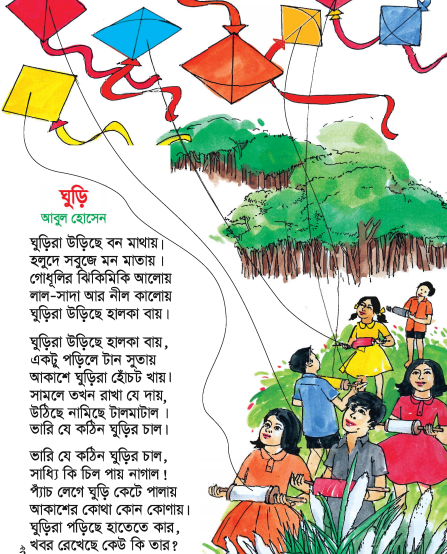 ঘুড়ি
আবুল হোসেন
ঘুড়িরা উড়িছে বন মাথায়।
হলুদে সবুজে মন মাতায়।
গোধূলির ঝিকিমিকি আলোয়
লাল-সাদা আর নীল কালোয়
ঘুড়িরা উড়িছে হালকা বায়।
ঘুড়িরা উড়িছে হালকা বায়,
একটু পড়িলে টান সুতায়
আকাশে ঘুড়িরা হোঁচট খায়।
সামলে তখন রাখা যে দায়,
উঠিছে নামিছে টালমাটাল।
ভারি যে কঠিন ঘুড়ির চাল।
ভারি যে কঠিন ঘুড়ির চাল,
সাধ্যি কি চিল পায় নাগাল!
প্যাচ লেগে ঘুড়ি কেটে পালায়
আকাশের কোথা কোন কোণায়।
ঘুড়িরা পড়িছে হাতেতে কার,
খবর রেখেছে কেউ কি তার?